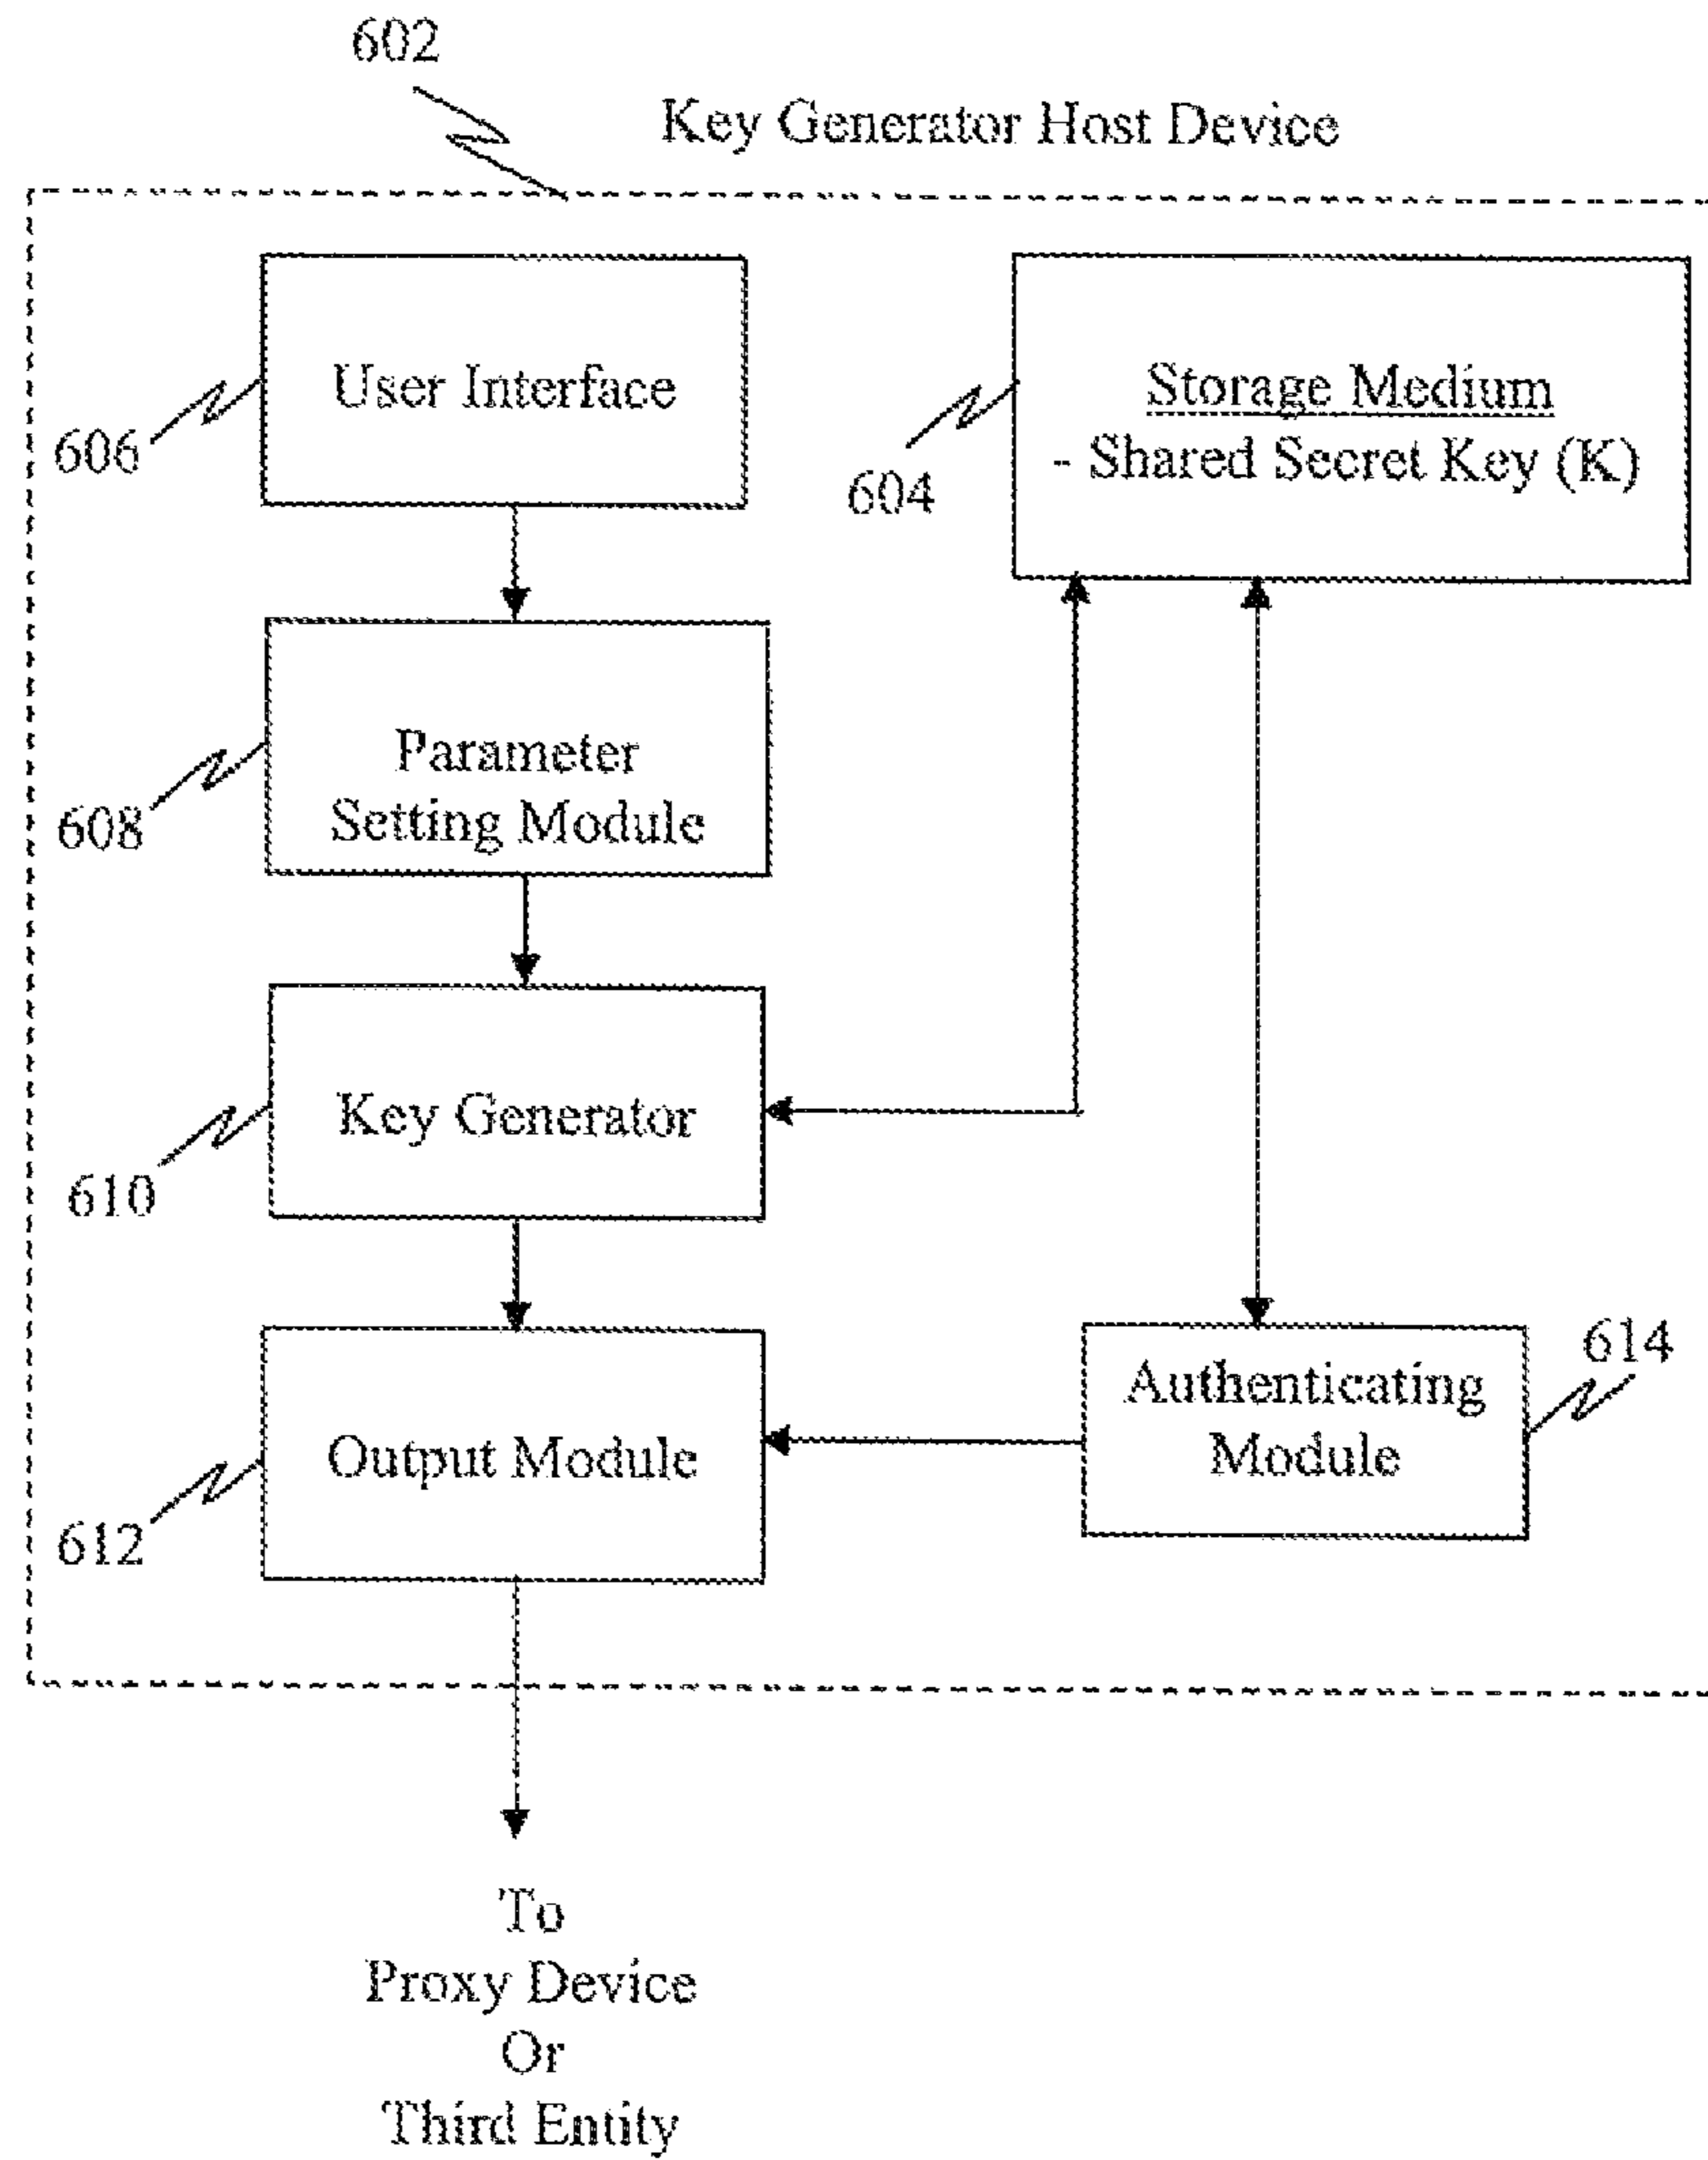 602
Key Generator Host Device
User Interface
606
Storage Medium
- Shared Secret Key (K)
604
Parameter
Setting Module
608
Key Generator
610
Output Module
612
Authenticating
Module
614
To
Proxy Device
Or
Third Entity